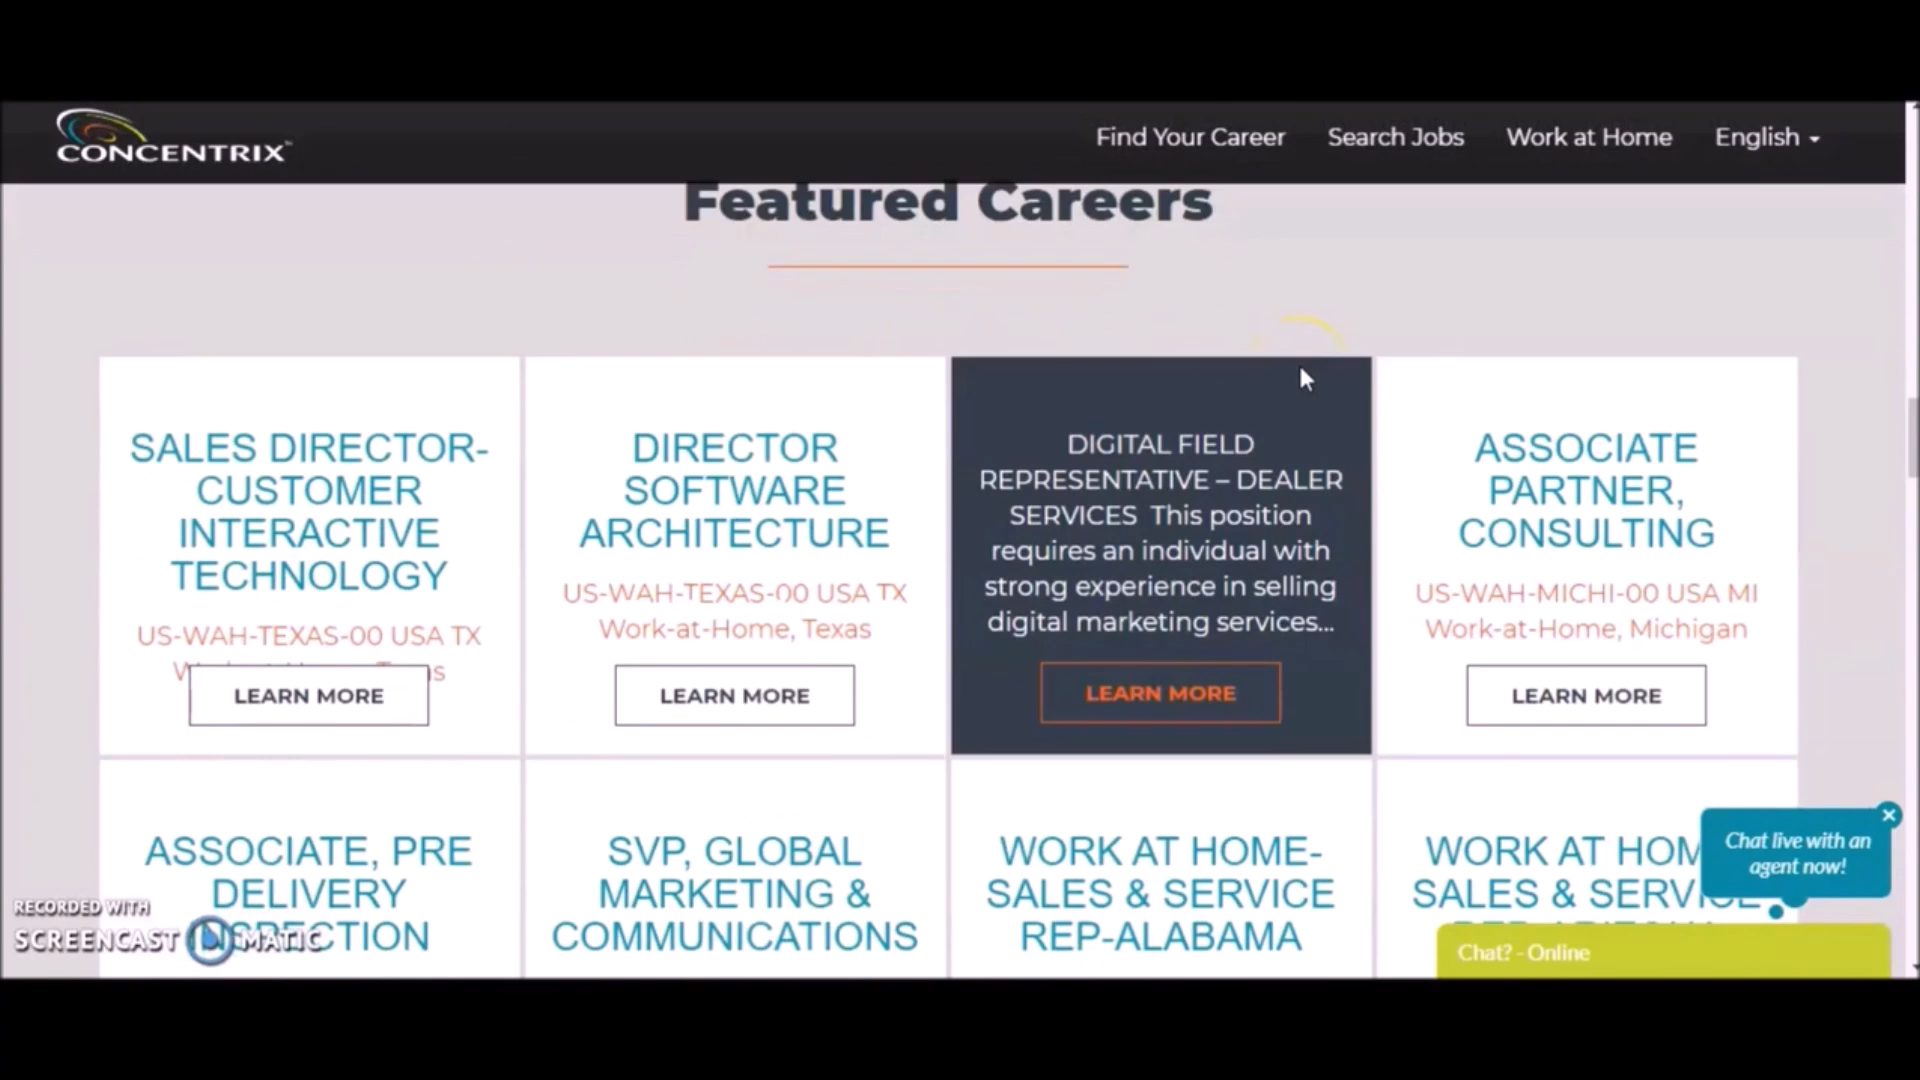 CONCENTRIX
Find Your Career
Search Jobs
Work at Home
English
Featured Careers
SALES DIRECTOR-
CUSTOMER
INTERACTIVE
TECHNOLOGY
US-WAH-TEXAS-00 USA TX
LEARN MORE
DIRECTOR
SOFTWARE
ARCHITECTURE
US-WAH-TEXAS-00 USA TX
Work-at-Home, Texas
LEARN MORE
DIGITAL FIELD
REPRESENTATIVE – DEALER
SERVICES This position
requires an individual with
strong experience in selling
digital marketing services...
LEARN MORE
ASSOCIATE
PARTNER,
CONSULTING
US-WAH-MICHI-00 USA MI
Work-at-Home, Michigan
LEARN MORE
ASSOCIATE, PRE
DELIVERY
SVP, GLOBAL
MARKETING &
COMMUNICATIONS
WORK AT HOME-
SALES & SERVICE
REP-ALABAMA
WORK AT
SALES &
Chat live with an
agent now!
Chat? - Online
RECORDED WITH
SCREENCAST MATIC